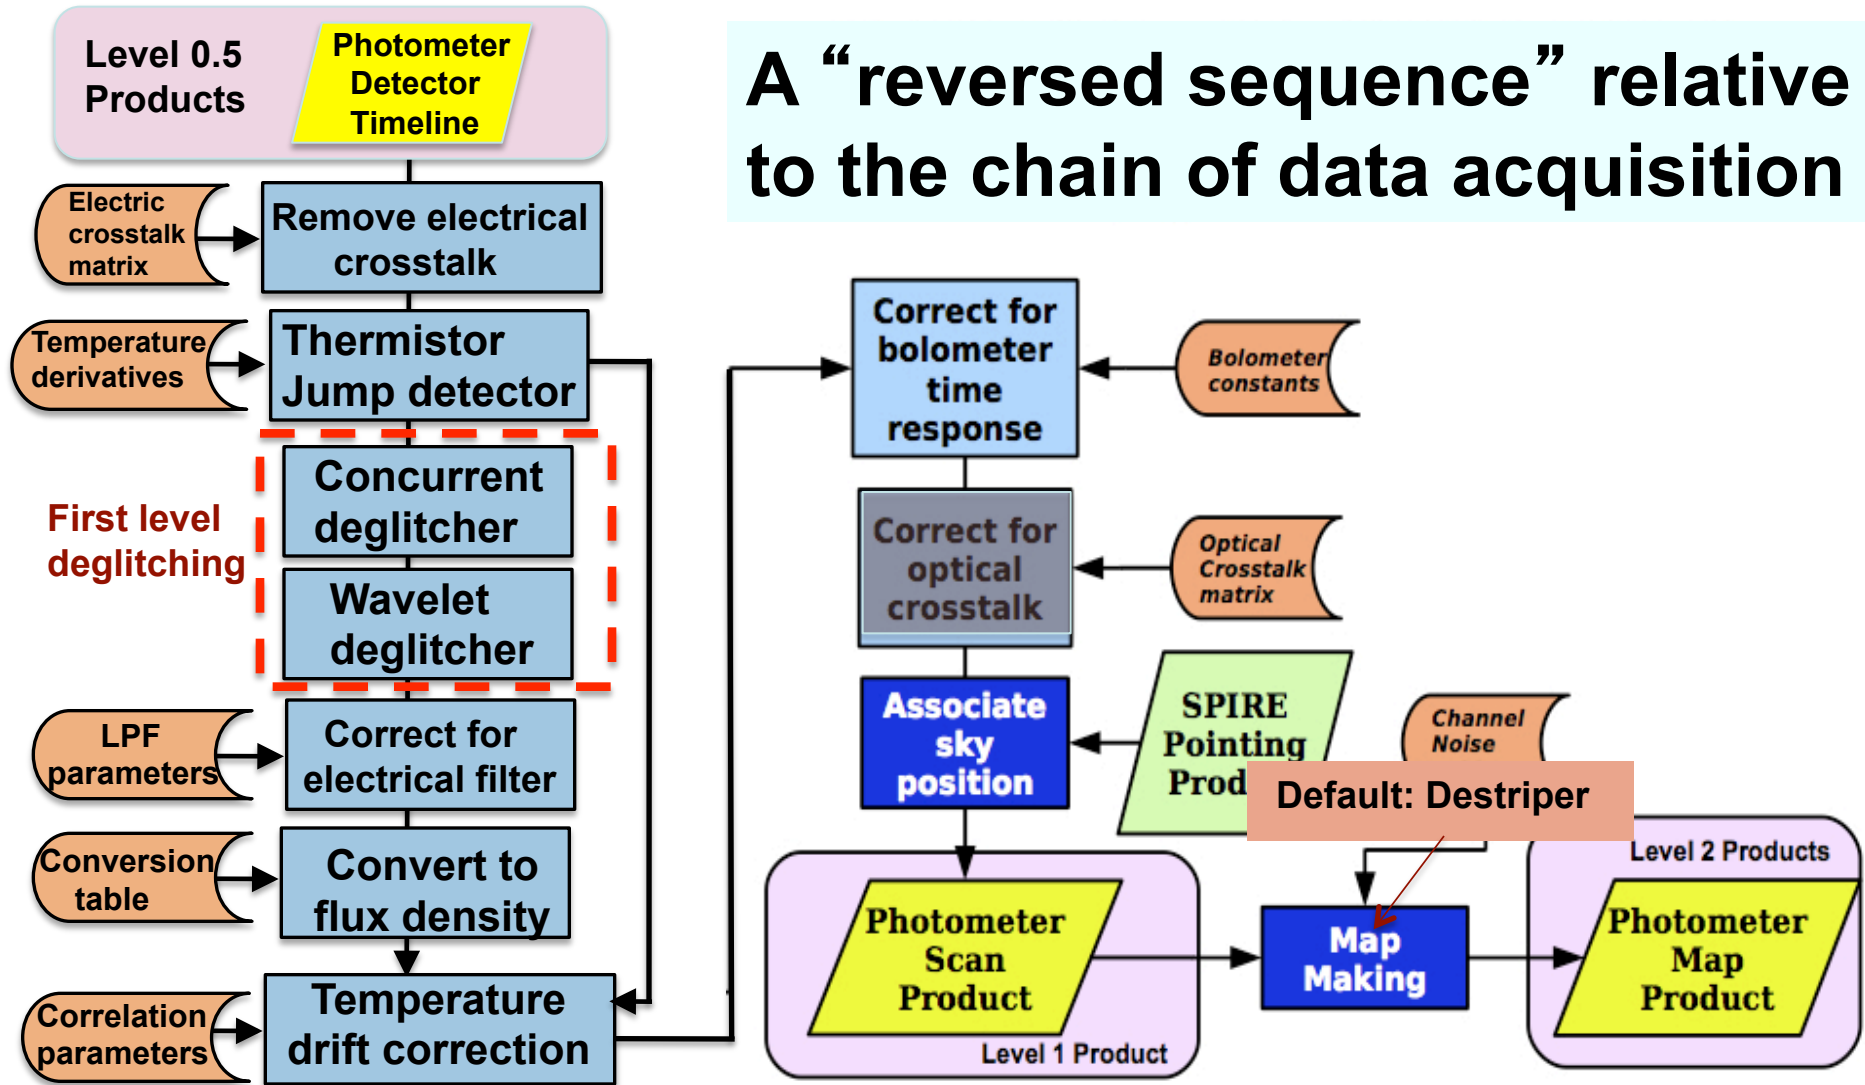 Level 0.5
Products
Photometer
Detector
Timeline
A “reversed sequence” relative
to the chain of data acquisition
Electric
crosstalk
matrix
Remove electrical
crosstalk
Temperature
derivatives
Thermistor
Jump detector
First level
deglitching
Concurrent
deglitcher
Wavelet
deglitcher
LPF
parameters
Correct for
electrical filter
Conversion
table
Convert to
flux density
Correlation
parameters
Temperature
drift correction
Correct for
bolometer
time
response
Bolometer
constants
Correct for
optical
crosstalk
Optical
Crosstalk
matrix
Associate
sky
position
SPIRE
Pointing
Prod
Channel
Noise
Default: Destriper
Photometer
Scan
Product
Level 1 Product
Map
Making
Level 2 Products
Photometer
Map
Product